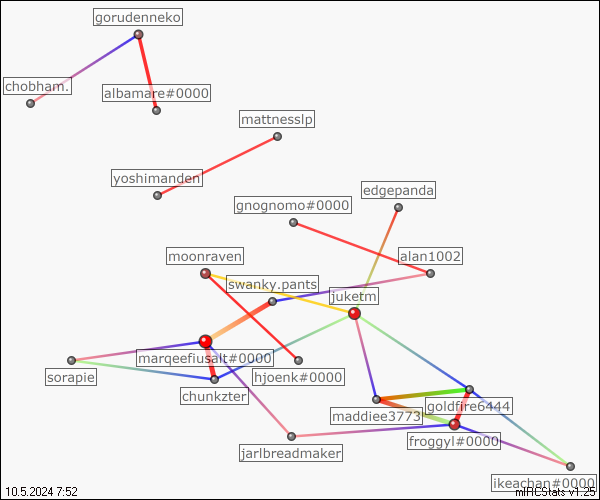 gorudenneko
chobham.
albamare#0000
mattnesslp
yoshimanden
edgepanda
gnognomo#0000
moonraven
alan1002
swanky.pants
juketm
marqeefiusalt#0000
sorapie
chunkzter
hjoenk#0000
maddiee3773
goldfire6444
froggyl#0000
jarlbreadmaker
ikeachan#0000
10.5.2024 7:52
mIRCStats v1.25